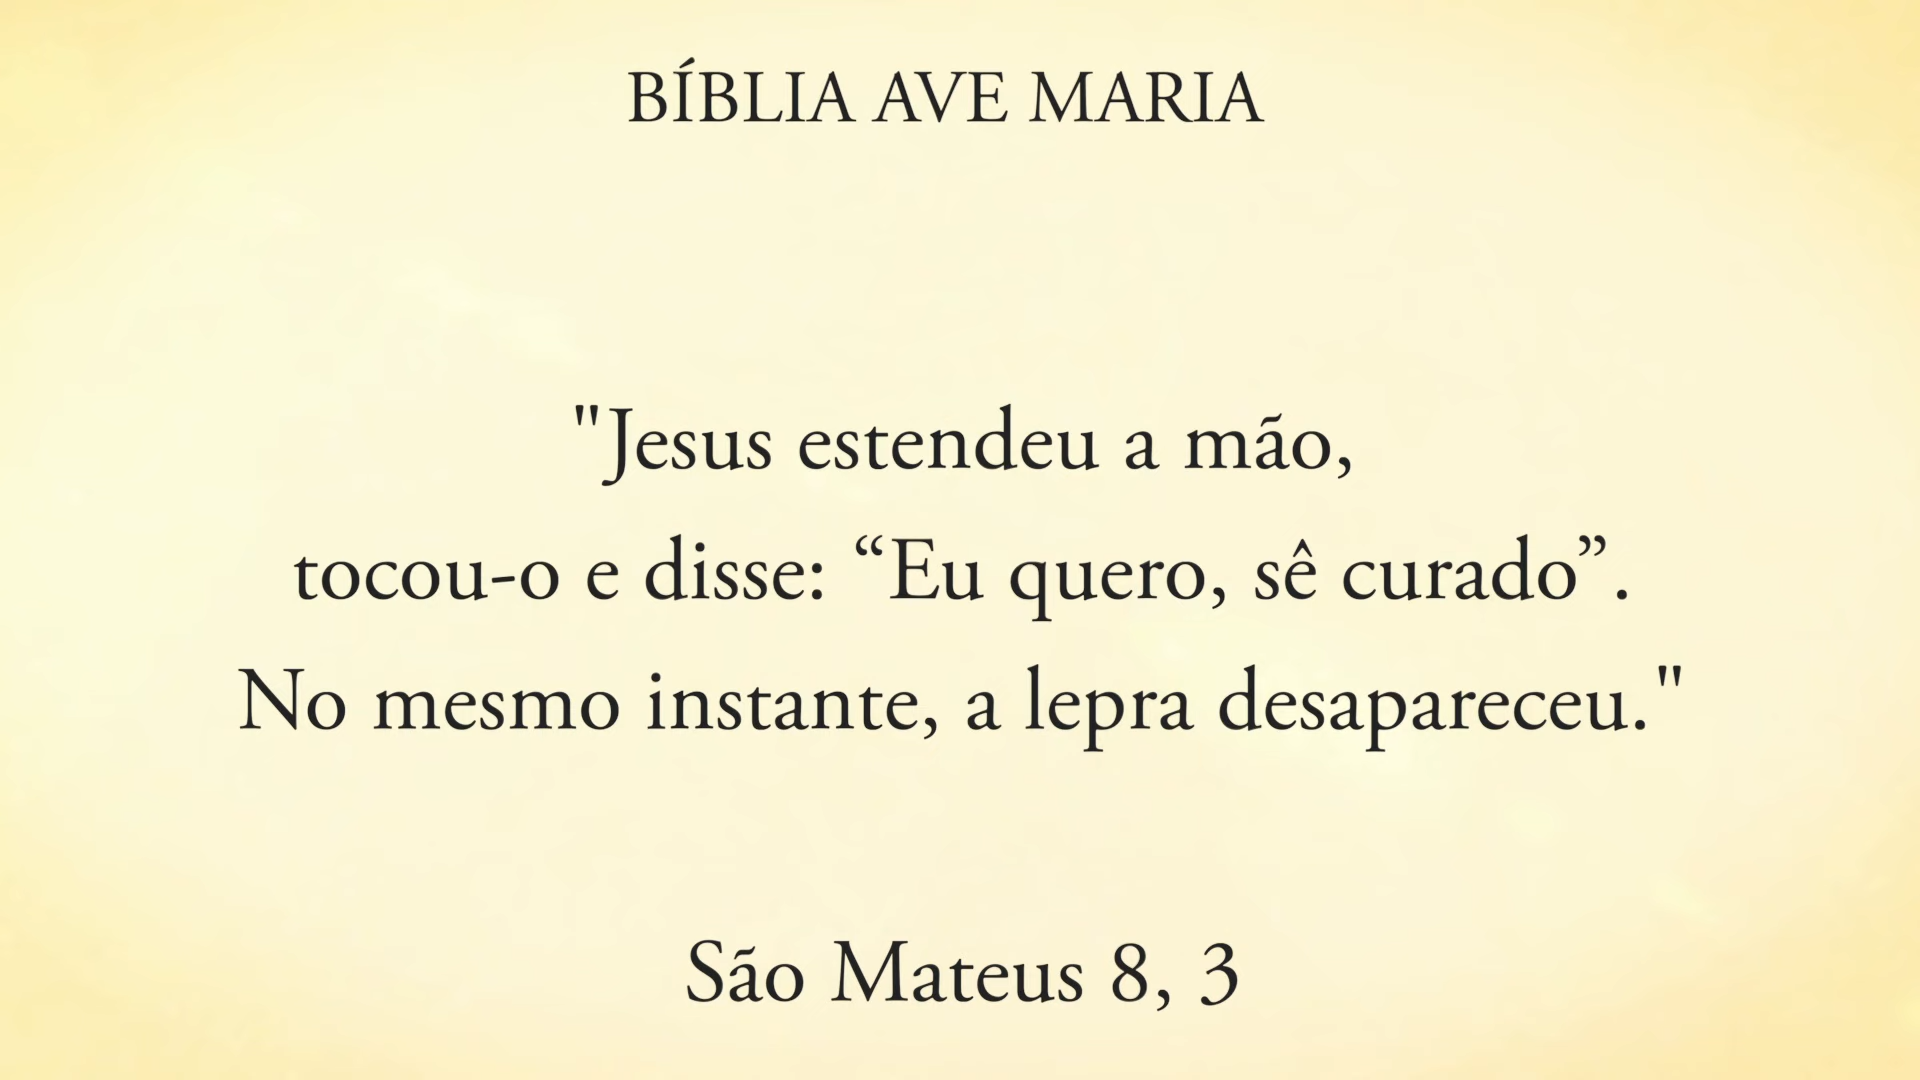 BÍBLIA AVE MARIA
"Jesus estendeu a mão,
tocou-o e disse: “Eu quero, sê curado”.
No mesmo instante, a lepra desapareceu."
São Mateus 8, 3